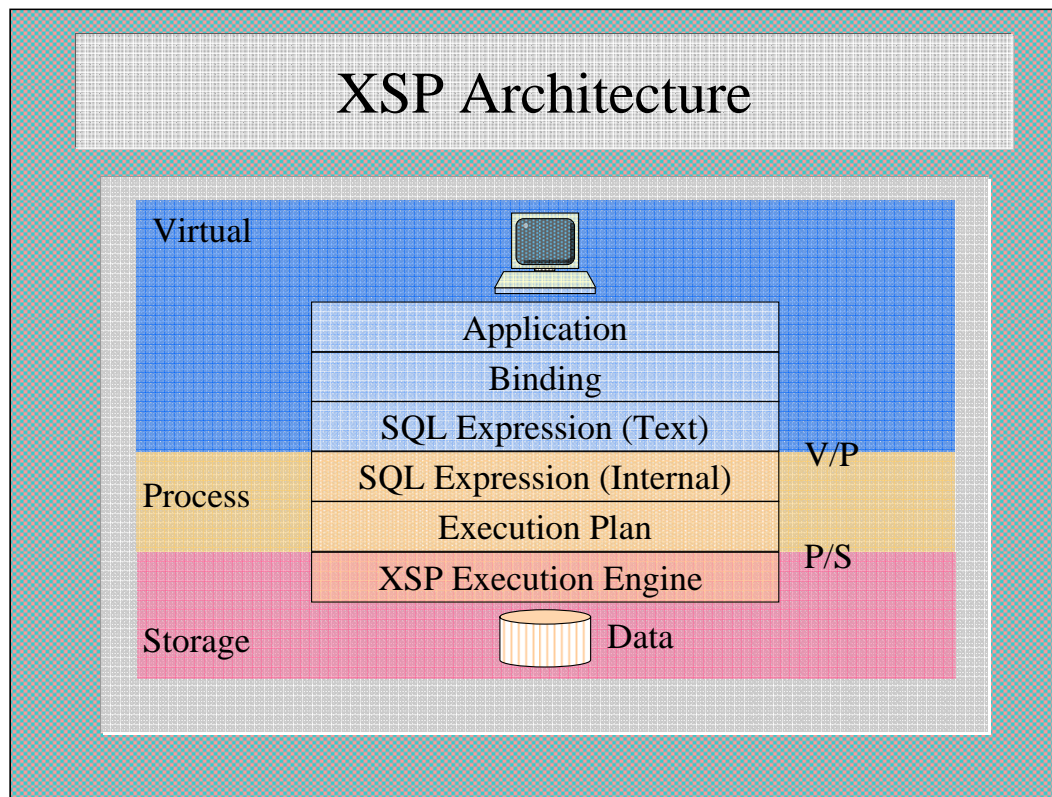 XSP Architecture
Virtual
Application
Binding
SQL Expression (Text)
V/P
SQL Expression (Internal)
Process
Execution Plan
P/S
XSP Execution Engine
Storage
Data